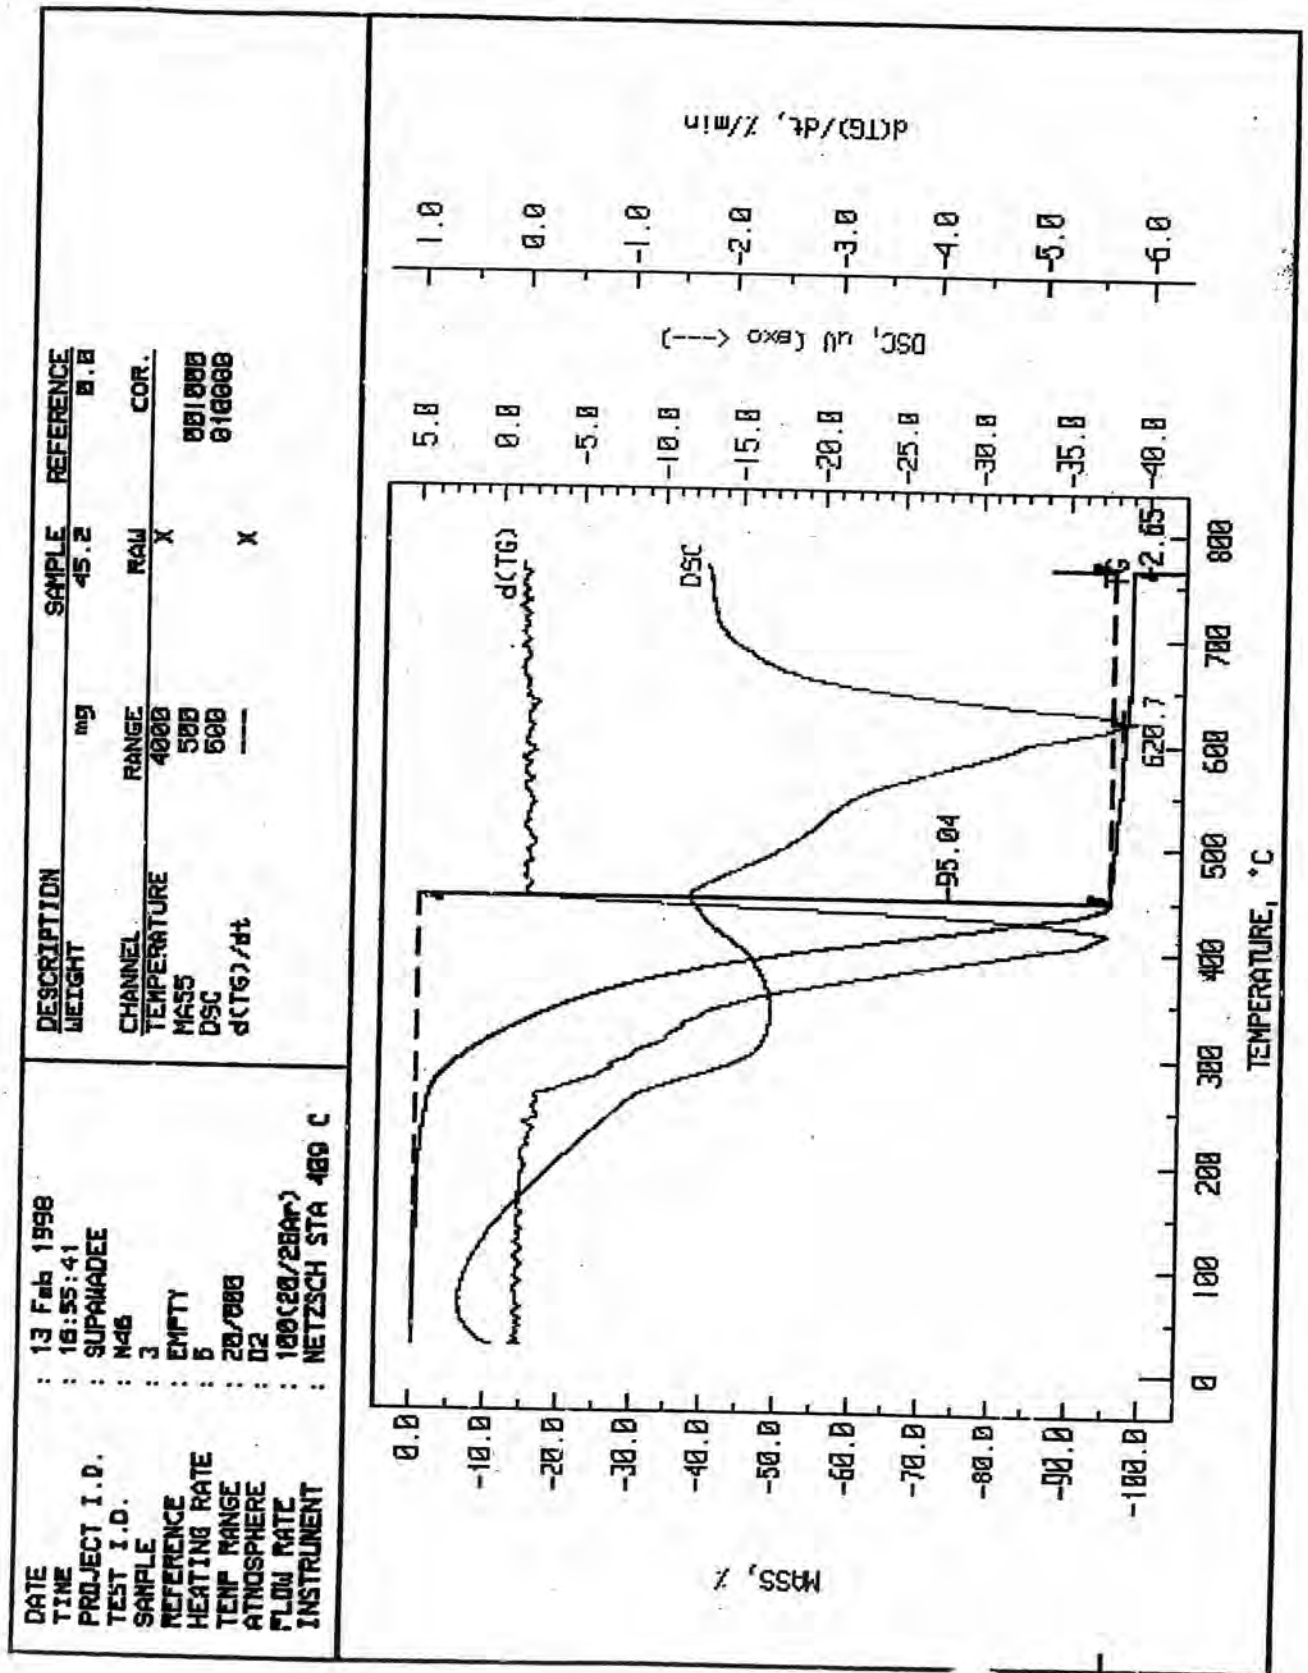 DATE : 13 Feb 1998
TIME : 16:55:41
PROJECT I.D. : SUPAWADEE
TEST I.D. : N46
SAMPLE : 3
REFERENCE : EMPTY
HEATING RATE : 5
TEMP RANGE : 20/800
ATMOSPHERE : O2
FLOW RATE : 100(20/20Ar)
INSTRUMENT : NETZSCH STA 409 C
DESCRIPTION SAMPLE REFERENCE
WEIGHT mg 45.2 0.0
CHANNEL RANGE RAW COR.
TEMPERATURE 4000 X
MASS 500 001000
DSC 500
d(TG)/dt --- X
MASS, %
0.0
-10.0
-20.0
-30.0
-40.0
-50.0
-60.0
-70.0
-80.0
-90.0
-100.0
d(TG)
DSC
TG
-95.04
620.7
-2.65
5.0
0.0
-5.0
-10.0
-15.0
-20.0
-25.0
-30.0
-35.0
-40.0
DSC, uV (exo <---)
1.0
0.0
-1.0
-2.0
-3.0
-4.0
-5.0
-6.0
d(TG)/dt, %/min
0 100 200 300 400 500 600 700 800
TEMPERATURE, °C